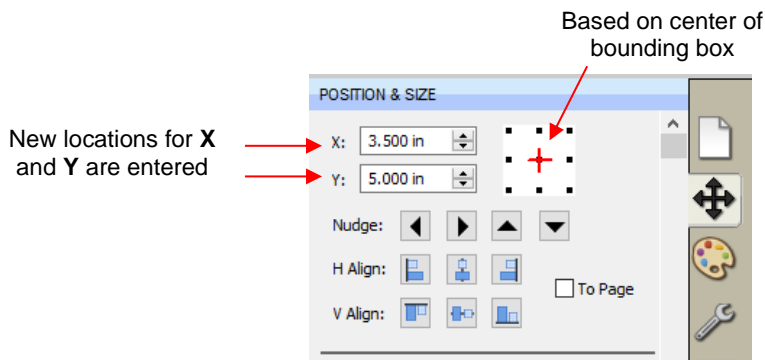 Based on center of
bounding box
POSITION & SIZE
New locations for X
and Y are entered
X: 3.500 in
Y: 5.000 in
Nudge:
H Align:
To Page
V Align: